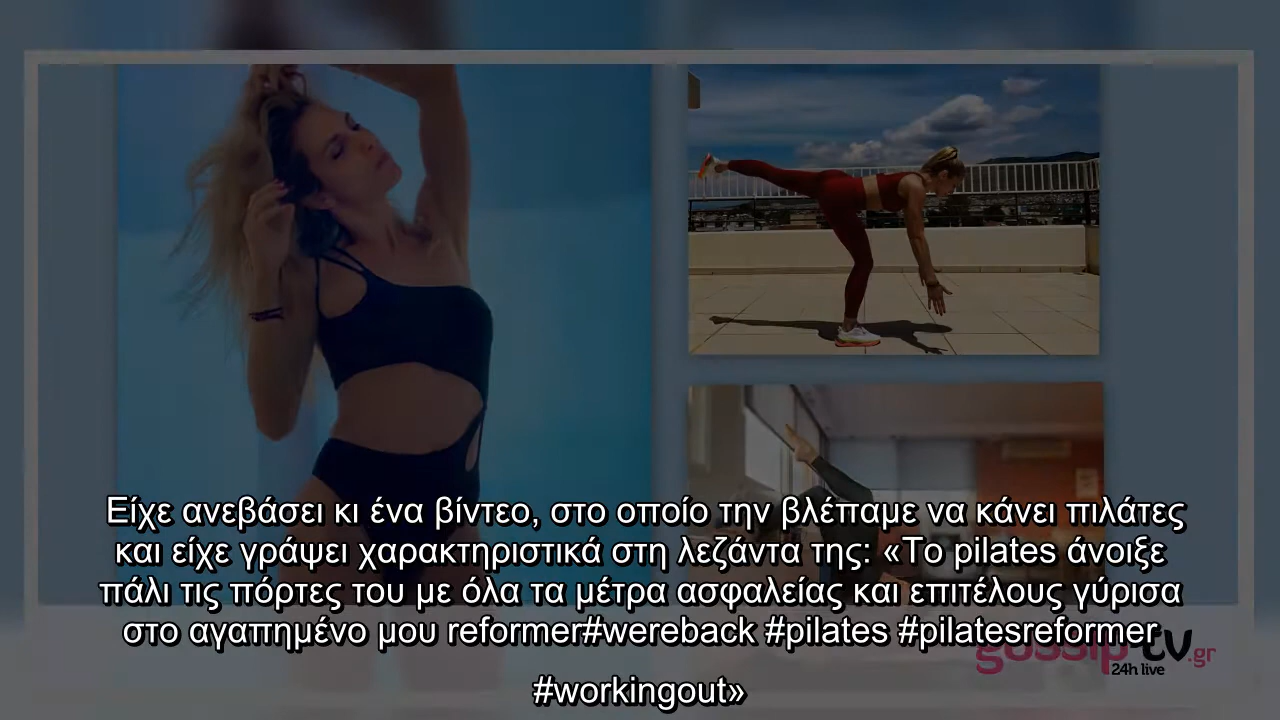 Είχε ανεβάσει κι ένα βίντεο, στο οποίο την βλέπαμε να κάνει πιλάτες
και είχε γράψει χαρακτηριστικά στη λεζάντα της: «Το pilates άνοιξε
πάλι τις πόρτες του με όλα τα μέτρα ασφαλείας και επιτέλους γύρισα
στο αγαπημένο μου reformer#wereback #pilates #pilatesreformer
gossip-tv.gr
24h live
#workingout»